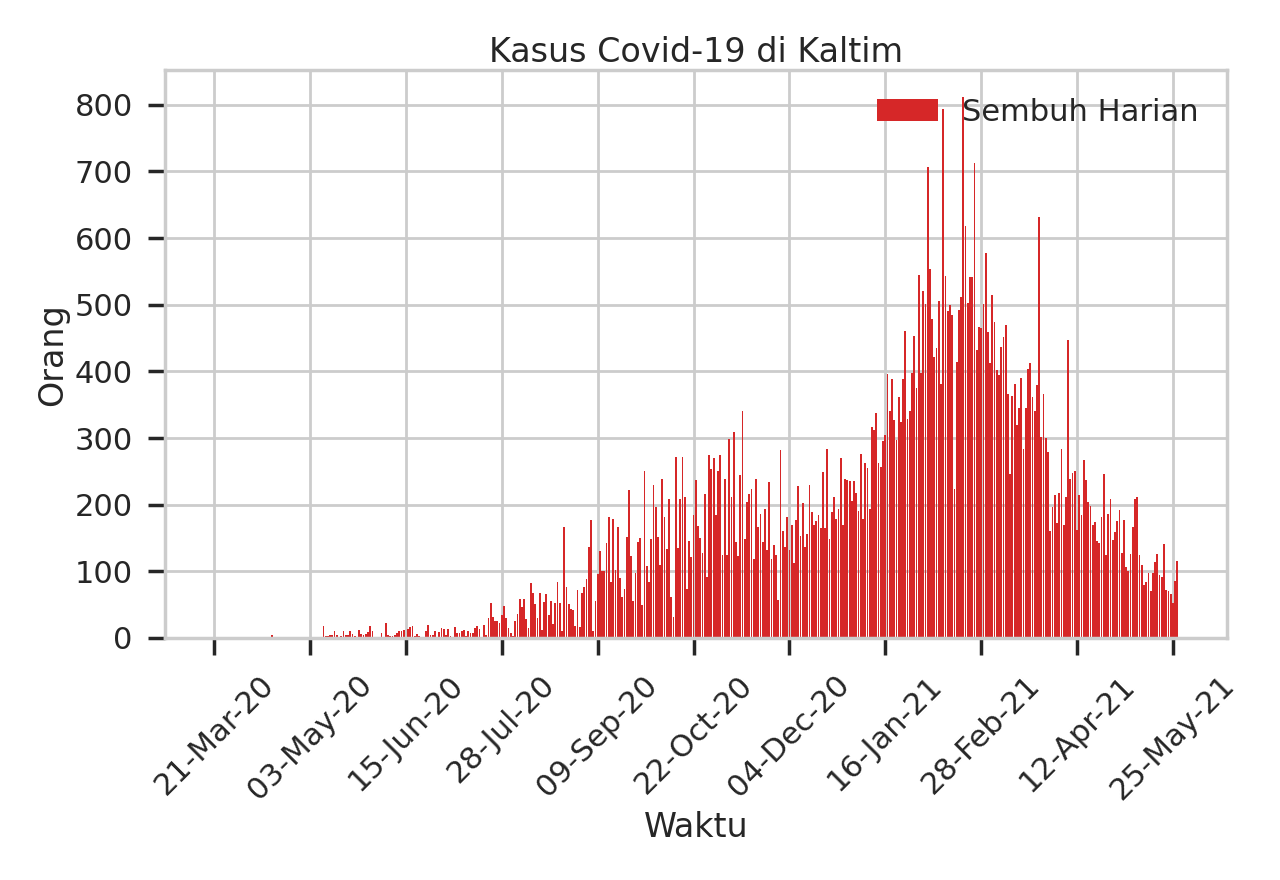 Kasus Covid-19 di Kaltim
Sembuh Harian
Orang
800
700
600
500
400
300
200
100
0
21-Mar-20
03-May-20
15-Jun-20
28-Jul-20
09-Sep-20
22-Oct-20
04-Dec-20
16-Jan-21
28-Feb-21
12-Apr-21
25-May-21
Waktu